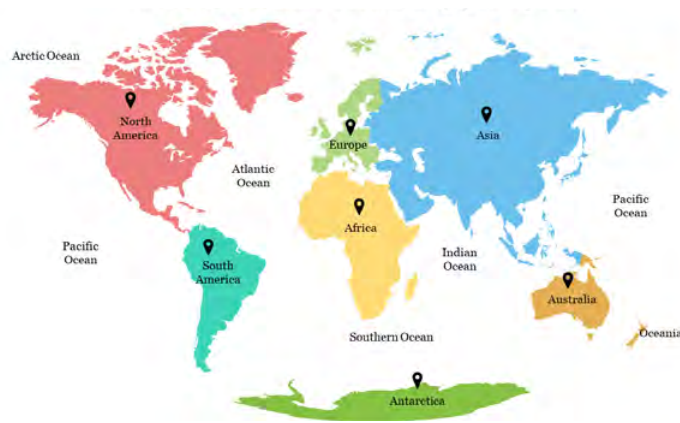 Arctic Ocean
North
America
Europe
Asia
Atlantic
Ocean
Pacific
Ocean
Africa
Pacific
Ocean
Indian
Ocean
South
America
Australia
Southern Ocean
Oceania
Antarctica